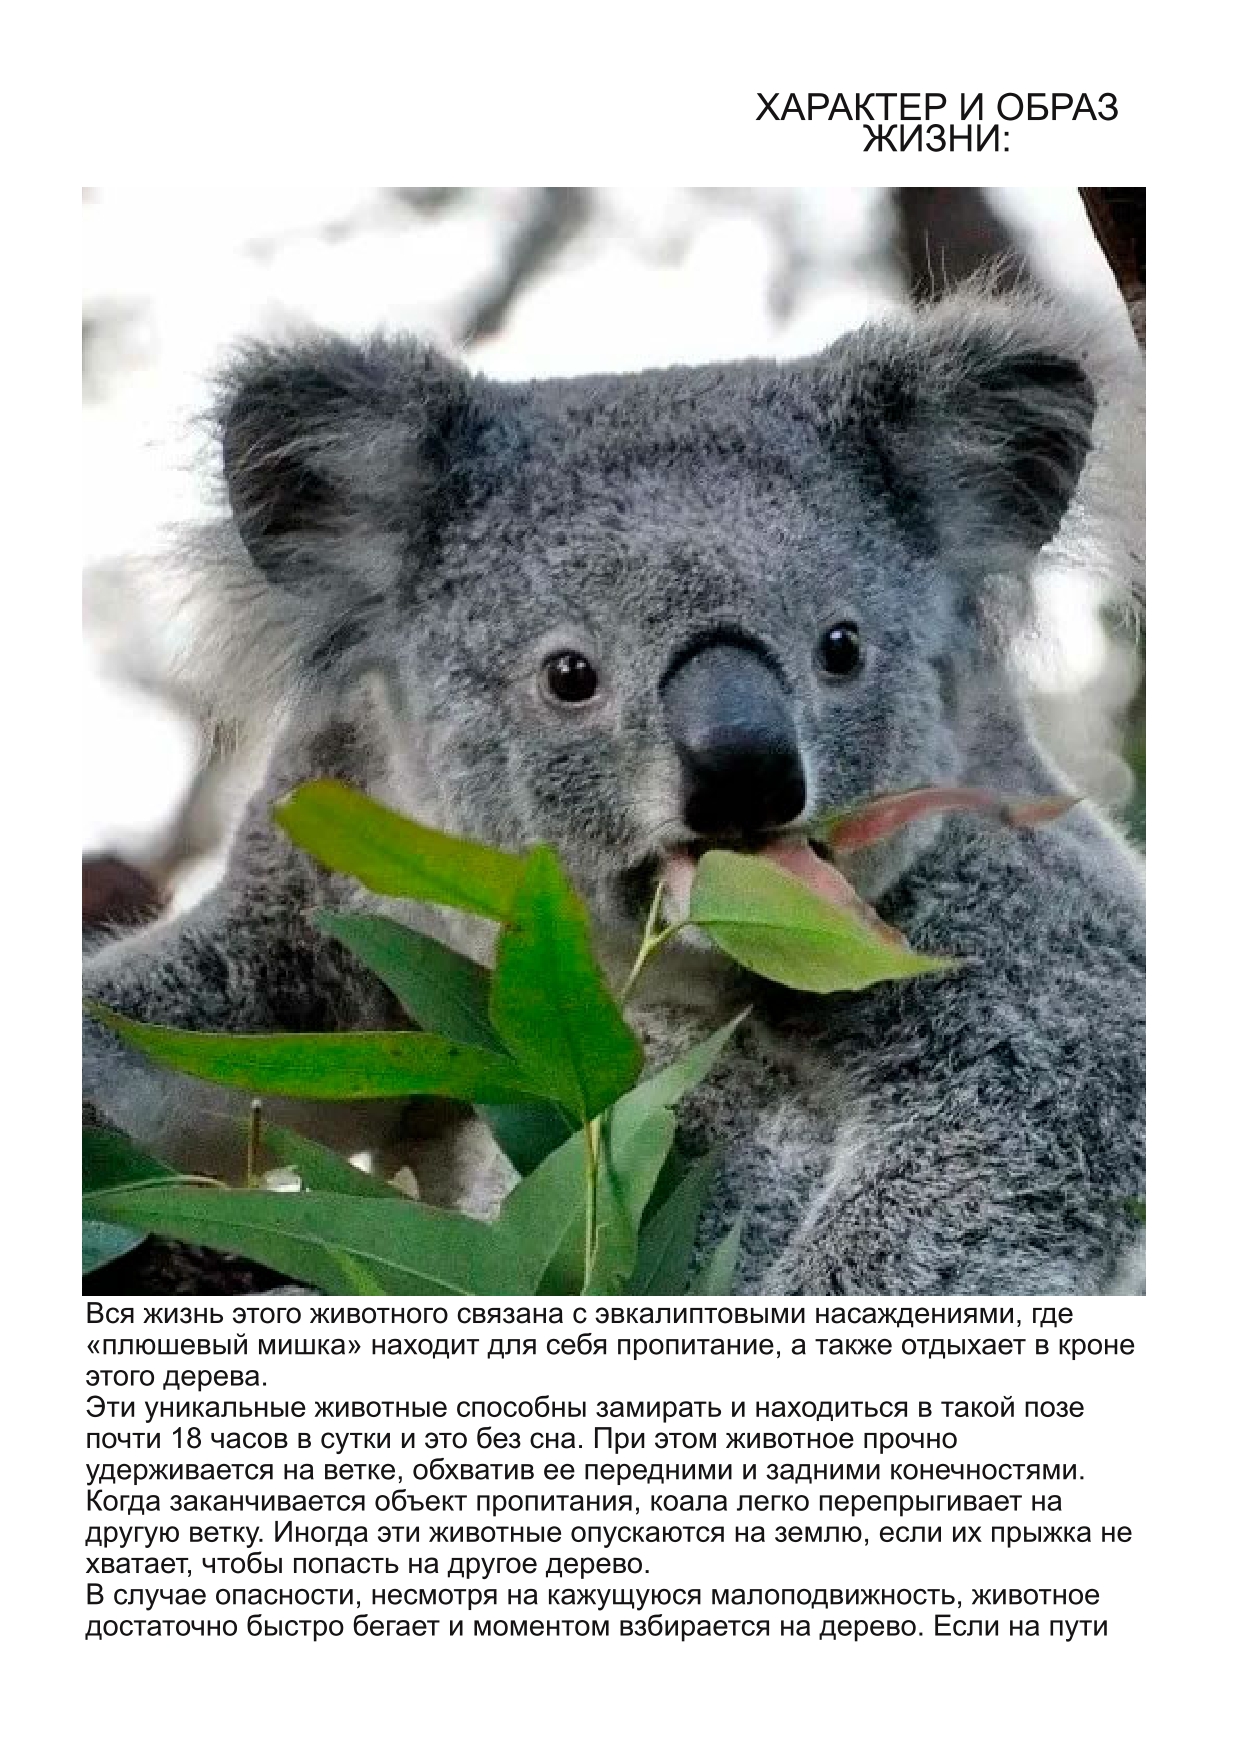 ХАРАКТЕР И ОБРАЗ
ЖИЗНИ:
Вся жизнь этого животного связана с эвкалиптовыми насаждениями, где
«плюшевый мишка» находит для себя пропитание, а также отдыхает в кроне
этого дерева.
Эти уникальные животные способны замирать и находиться в такой позе
почти 18 часов в сутки и это без сна. При этом животное прочно
удерживается на ветке, обхватив ее передними и задними конечностями.
Когда заканчивается объект пропитания, коала легко перепрыгивает на
другую ветку. Иногда эти животные опускаются на землю, если их прыжка не
хватает, чтобы попасть на другое дерево.
В случае опасности, несмотря на кажущуюся малоподвижность, животное
достаточно быстро бегает и моментом взбирается на дерево. Если на пути